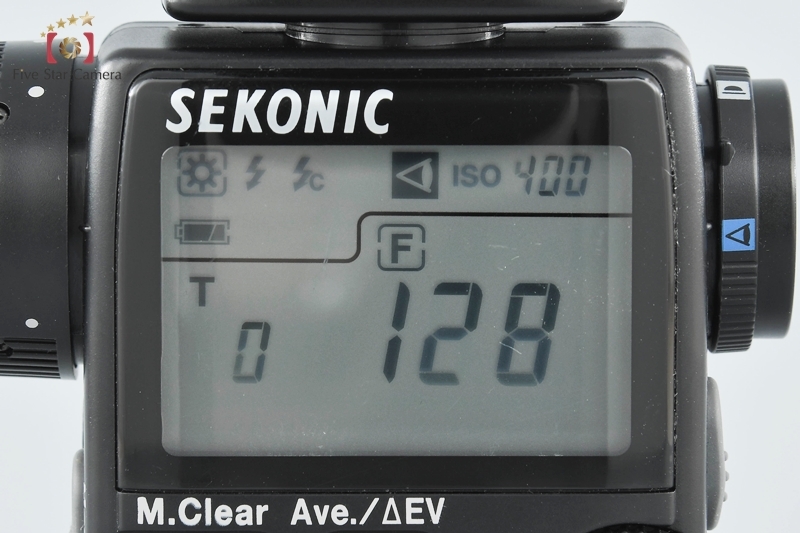 Five Star Camera
SEKONIC
C ISO 400
F
T
0 128
M.Clear Ave./ΔEV